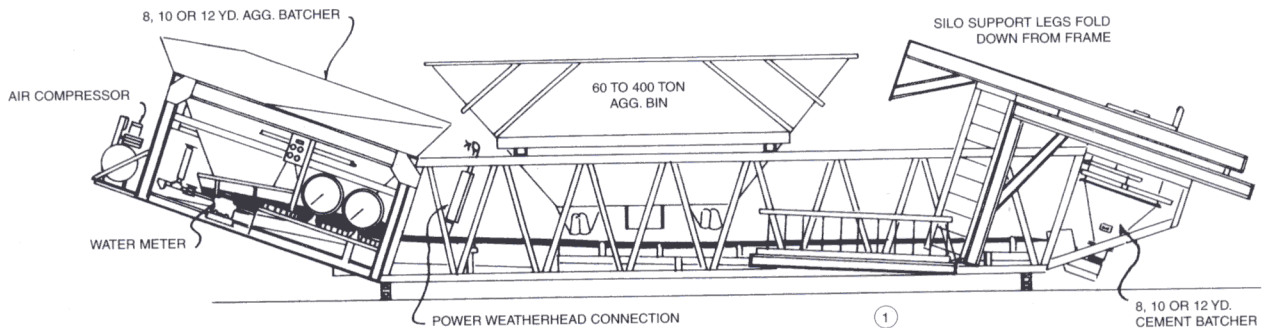 8, 10 OR 12 YD. AGG. BATCHER
SILO SUPPORT LEGS FOLD
DOWN FROM FRAME
AIR COMPRESSOR
60 TO 400 TON
AGG. BIN
WATER METER
POWER WEATHERHEAD CONNECTION
1
8, 10 OR 12 YD.
CEMENT BATCHER